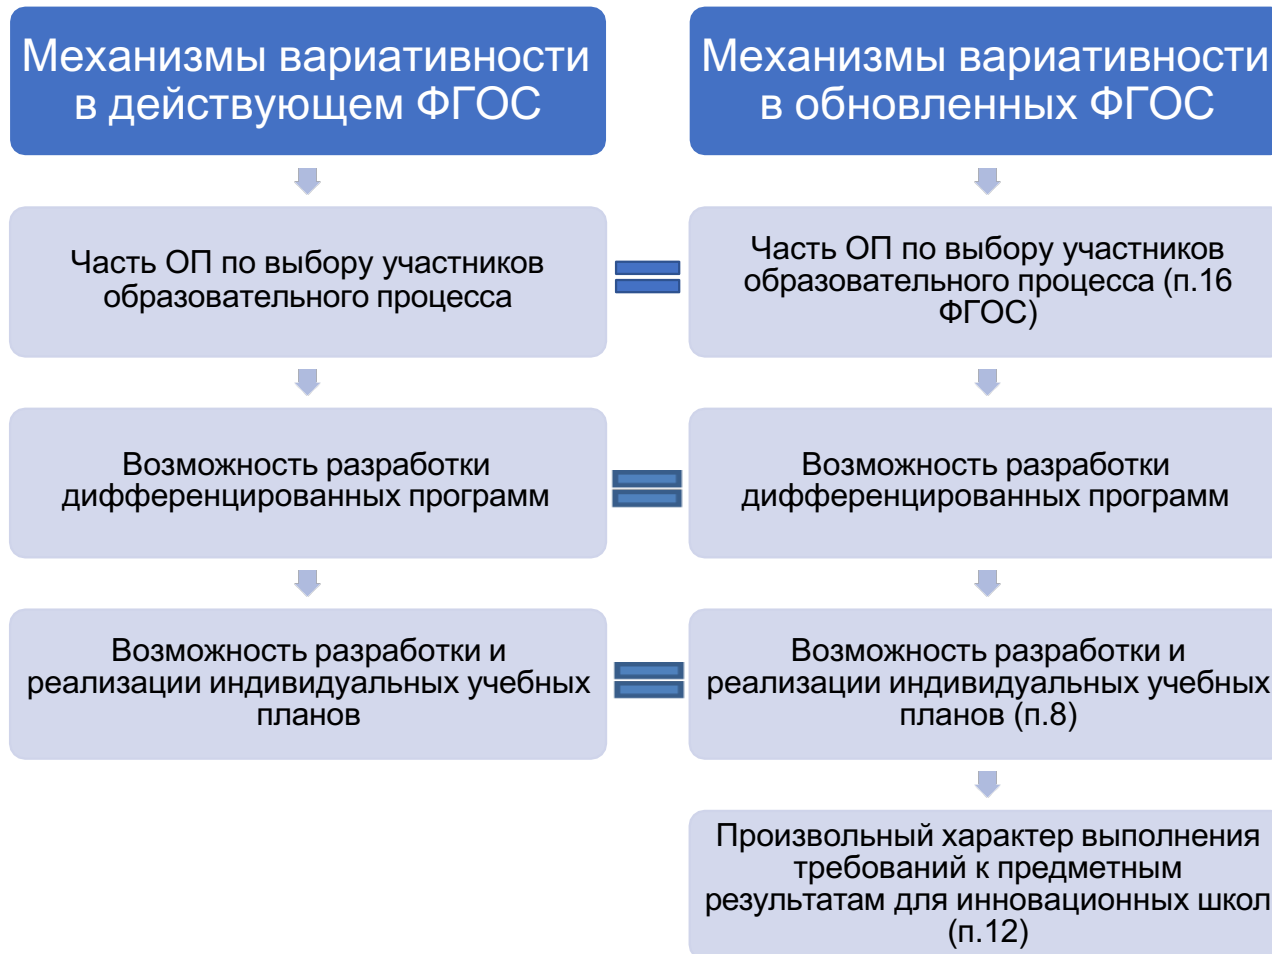 Механизмы вариативности
в действующем ФГОС
Часть ОП по выбору участников
образовательного процесса
Возможность разработки
дифференцированных программ
Возможность разработки и
реализации индивидуальных учебных
планов
Механизмы вариативности
в обновленных ФГОС
Часть ОП по выбору участников
образовательного процесса (п.16
ФГОС)
Возможность разработки
дифференцированных программ
Возможность разработки и
реализации индивидуальных учебных
планов (п.8)
Произвольный характер выполнения
требований к предметным
результатам для инновационных школ
(п.12)